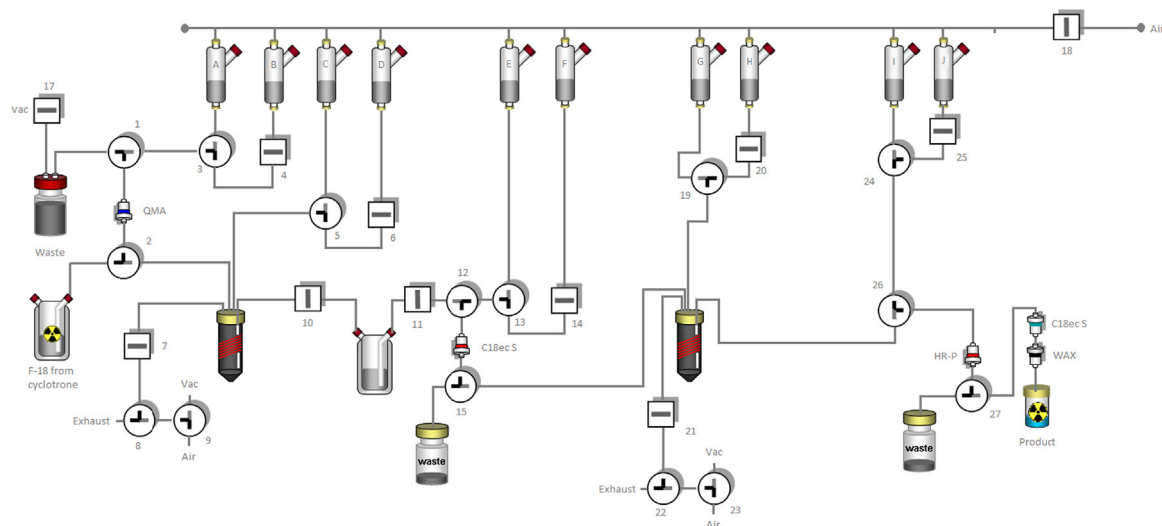 A
B
C
D
E
F
G
H
I
J
Air
18
17
Vac
1
3
4
20
25
19
24
QMA
Waste
2
5
6
12
26
10
11
13
14
C18ec S
C18ec S
WAX
HR-P
7
F-18 from
cyclotrone
Vac
15
21
27
Exhaust
8
9
Air
waste
waste
Product
Vac
Exhaust
22
23
Air